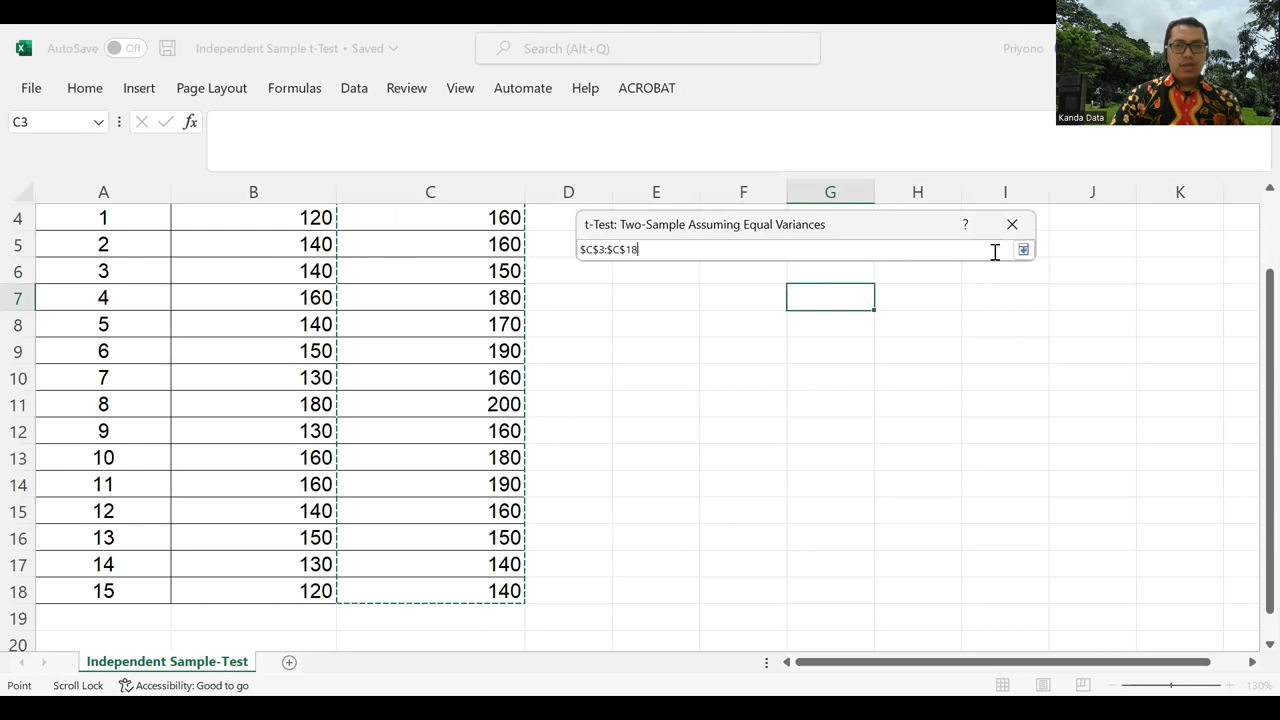 AutoSave Off Independent Sample t-Test • Saved Search (Alt+Q) Priyono
File Home Insert Page Layout Formulas Data Review View Automate Help ACROBAT
Kanda Data
C3 fx
A B C D E F G H I J K
4 1 120 160
t-Test: Two-Sample Assuming Equal Variances ?
5 2 140 160
$C$3:$C$18
6 3 140 150
7 4 160 180
8 5 140 170
9 6 150 190
10 7 130 160
11 8 180 200
12 9 130 160
13 10 160 180
14 11 160 190
15 12 140 160
16 13 150 150
17 14 130 140
18 15 120 140
19
20
Independent Sample-Test
Point Scroll Lock Accessibility: Good to go 130%